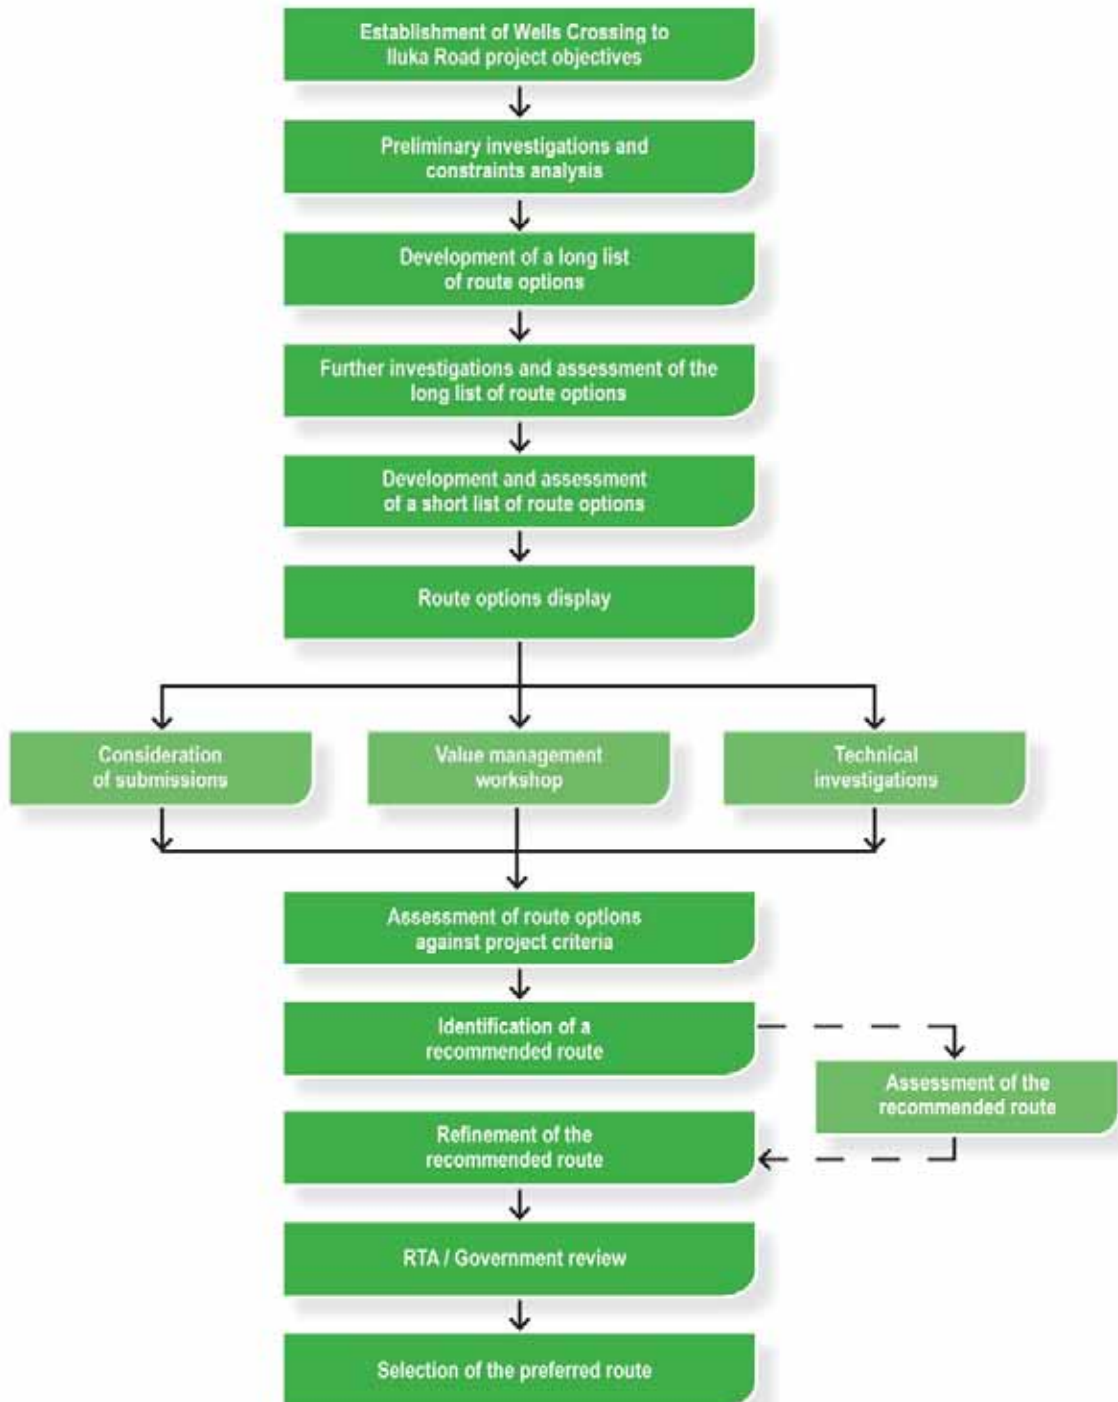 Establishment of Wells Crossing to
Iluka Road project objectives
Preliminary investigations and
constraints analysis
Development of a long list
of route options
Further investigations and assessment of the
long list of route options
Development and assessment
of a short list of route options
Route options display
Consideration
of submissions
Value management
workshop
Technical
investigations
Assessment of route options
against project criteria
Identification of a
recommended route
Assessment of the
recommended route
Refinement of the
recommended route
RTA / Government review
Selection of the preferred route